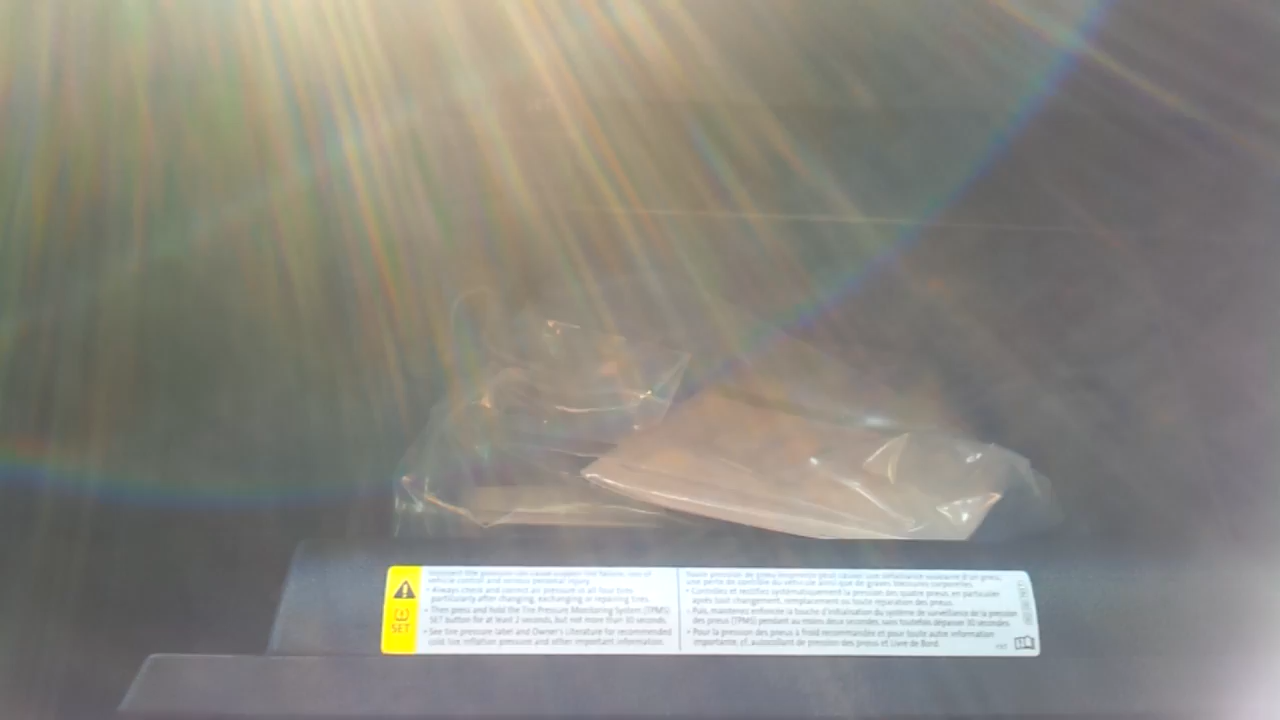 Important: tire pressure can cause sudden tire failure, loss of
vehicle control and serious personal injury.
• Always check and correct air pressure in all four tires,
particularly after changing, exchanging or repairing tires.
• Then press and hold the Tire Pressure Monitoring System (TPMS)
SET button for at least 2 seconds, but not more than 30 seconds.
• See tire pressure label and Owner's Literature for recommended
cold tire inflation pressure and other important information.
SET
Toute pression de pneu impropre peut causer une défaillance soudaine d'un pneu,
une perte de contrôle du véhicule ainsi que de graves blessures corporelles.
• Contrôlez et rectifiez systématiquement la pression des quatre pneus, en particulier
après tout changement, remplacement ou toute réparation des pneus.
• Puis, maintenez enfoncée la touche d'initialisation du système de surveillance de la pression
des pneus (TPMS) pendant au moins deux secondes, sans toutefois dépasser 30 secondes.
• Pour la pression des pneus à froid recommandée et pour toute autre information
importante, cf. autocollant de pression des pneus et Livre de Bord.